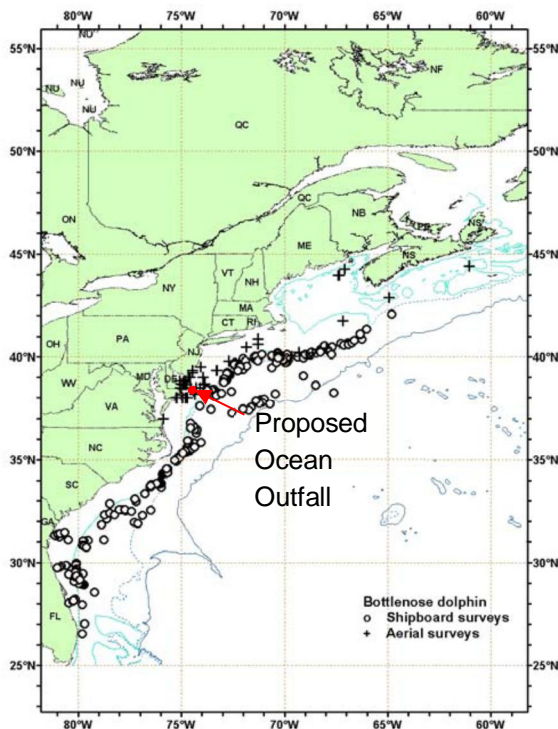 80°W 75°W 70°W 65°W 60°W
NU
55°N 55°N
NU
NU
NF
NU
QC
50°N 50°N
QC
ON
NB
PE
NS
ME
45°N 45°N
NS
VT
NH
NY
MA
CT RI
PA
40°N 40°N
OH
NJ
MD DE
WV
VA
Proposed
Ocean
Outfall
NC
35°N 35°N
SC
GA
30°N 30°N
Bottlenose dolphin
Shipboard surveys
FL
Aerial surveys
25°N 25°N
80°W 75°W 70°W 65°W 60°W